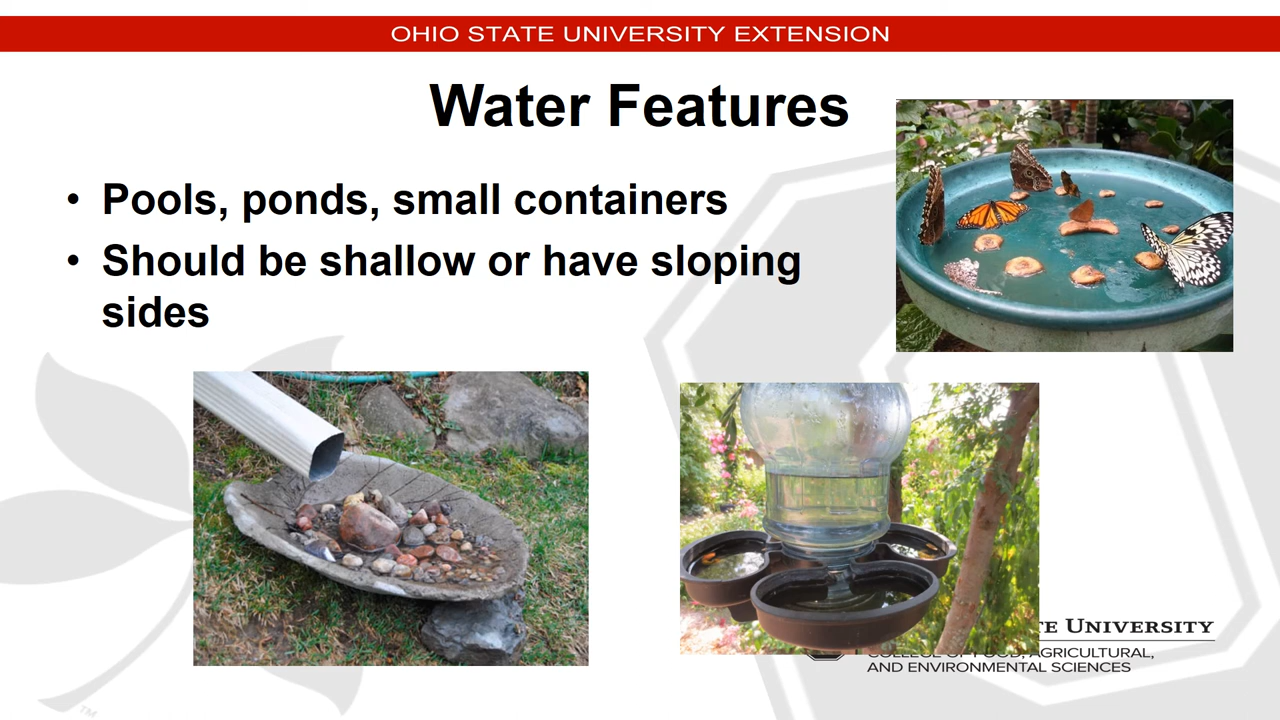 OHIO STATE UNIVERSITY EXTENSION
Water Features
• Pools, ponds, small containers
• Should be shallow or have sloping
sides
TE UNIVERSITY
COLLEGE OF FOOD, AGRICULTURAL,
AND ENVIRONMENTAL SCIENCES
TM